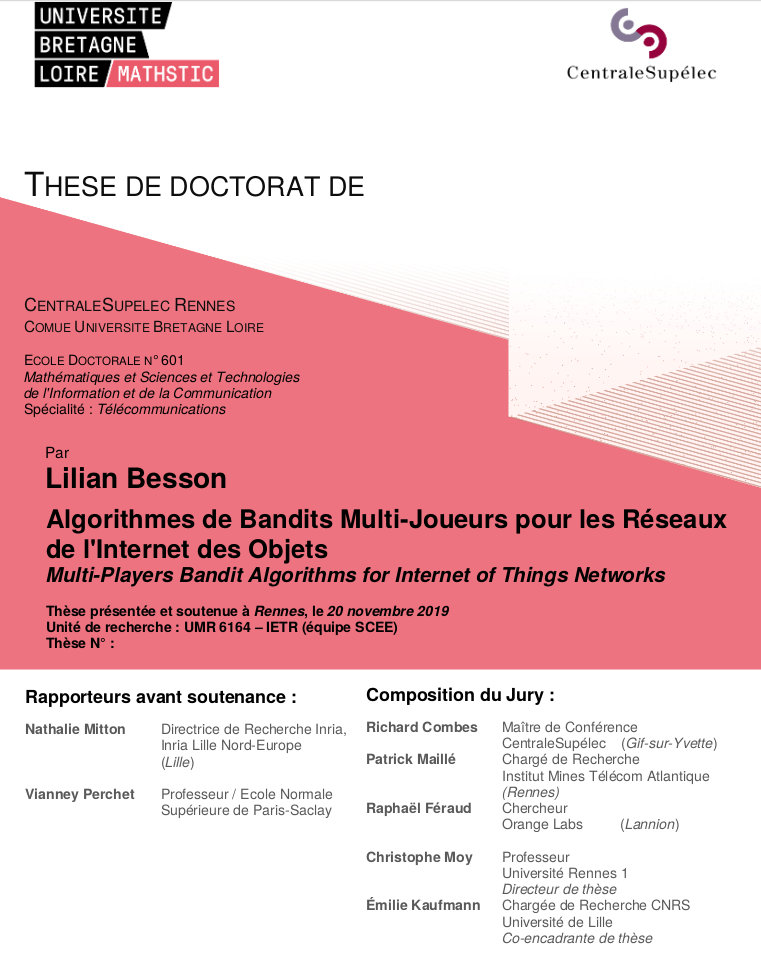 UNIVERSITE
BRETAGNE
LOIRE / MATHSTIC
CentraleSupélec
THESE DE DOCTORAT DE
CENTRALESUPELEC RENNES
COMUE UNIVERSITE BRETAGNE LOIRE
ECOLE DOCTORALE N° 601
Mathématiques et Sciences et Technologies
de l'Information et de la Communication
Spécialité : Télécommunications
Par
Lilian Besson
Algorithmes de Bandits Multi-Joueurs pour les Réseaux
de l'Internet des Objets
Multi-Players Bandit Algorithms for Internet of Things Networks
Thèse présentée et soutenue à Rennes, le 20 novembre 2019
Unité de recherche : UMR 6164 – IETR (équipe SCEE)
Thèse N° :
Rapporteurs avant soutenance :
Nathalie Mitton Directrice de Recherche Inria,
Inria Lille Nord-Europe
(Lille)
Vianney Perchet Professeur / Ecole Normale
Supérieure de Paris-Saclay
Composition du Jury :
Richard Combes Maître de Conférence
CentraleSupélec (Gif-sur-Yvette)
Patrick Maillé Chargé de Recherche
Institut Mines Télécom Atlantique
(Rennes)
Raphaël Féraud Chercheur
Orange Labs (Lannion)
Christophe Moy Professeur
Université Rennes 1
Directeur de thèse
Émilie Kaufmann Chargée de Recherche CNRS
Université de Lille
Co-encadrante de thèse